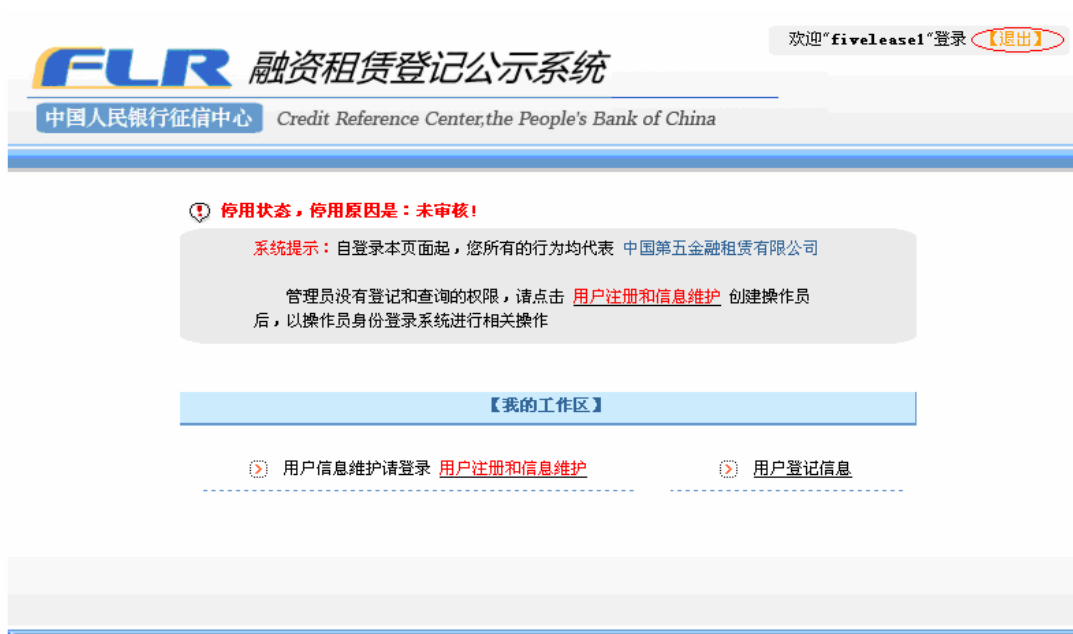 欢迎“fivelease1”登录 【退出】
FLR 融资租赁登记公示系统
中国人民银行征信中心 Credit Reference Center,the People's Bank of China
停用状态，停用原因是：未审核！
系统提示：自登录本页面起，您所有的行为均代表 中国第五金融租赁有限公司
管理员没有登记和查询的权限，请点击 用户注册和信息维护 创建操作员
后，以操作员身份登录系统进行相关操作
【我的工作区】
用户信息维护请登录 用户注册和信息维护 用户登记信息